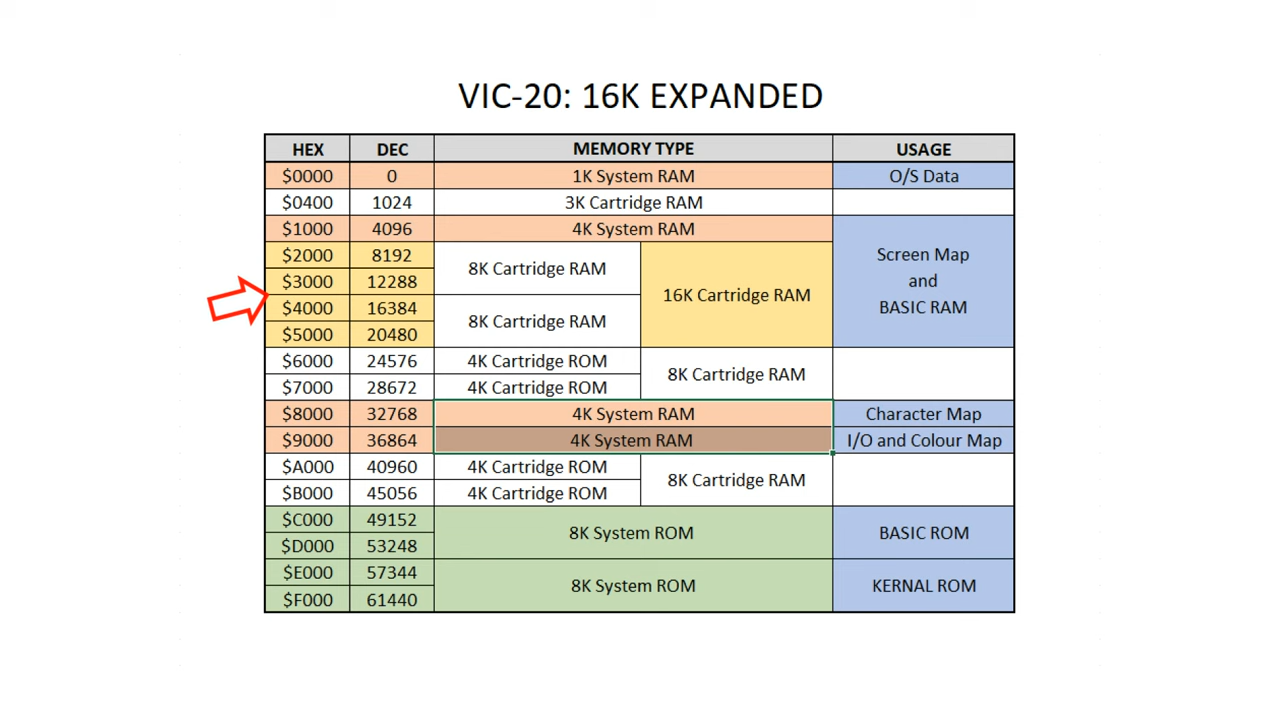 VIC-20: 16K EXPANDED
HEX DEC MEMORY TYPE USAGE
$0000 0 1K System RAM O/S Data
$0400 1024 3K Cartridge RAM
$1000 4096 4K System RAM
$2000 8192 8K Cartridge RAM Screen Map
$3000 12288 16K Cartridge RAM and
$4000 16384 8K Cartridge RAM BASIC RAM
$5000 20480
$6000 24576 4K Cartridge ROM 8K Cartridge RAM
$7000 28672 4K Cartridge ROM
$8000 32768 4K System RAM Character Map
$9000 36864 4K System RAM I/O and Colour Map
$A000 40960 4K Cartridge ROM 8K Cartridge RAM
$B000 45056 4K Cartridge ROM
$C000 49152 8K System ROM BASIC ROM
$D000 53248
$E000 57344 8K System ROM KERNAL ROM
$F000 61440